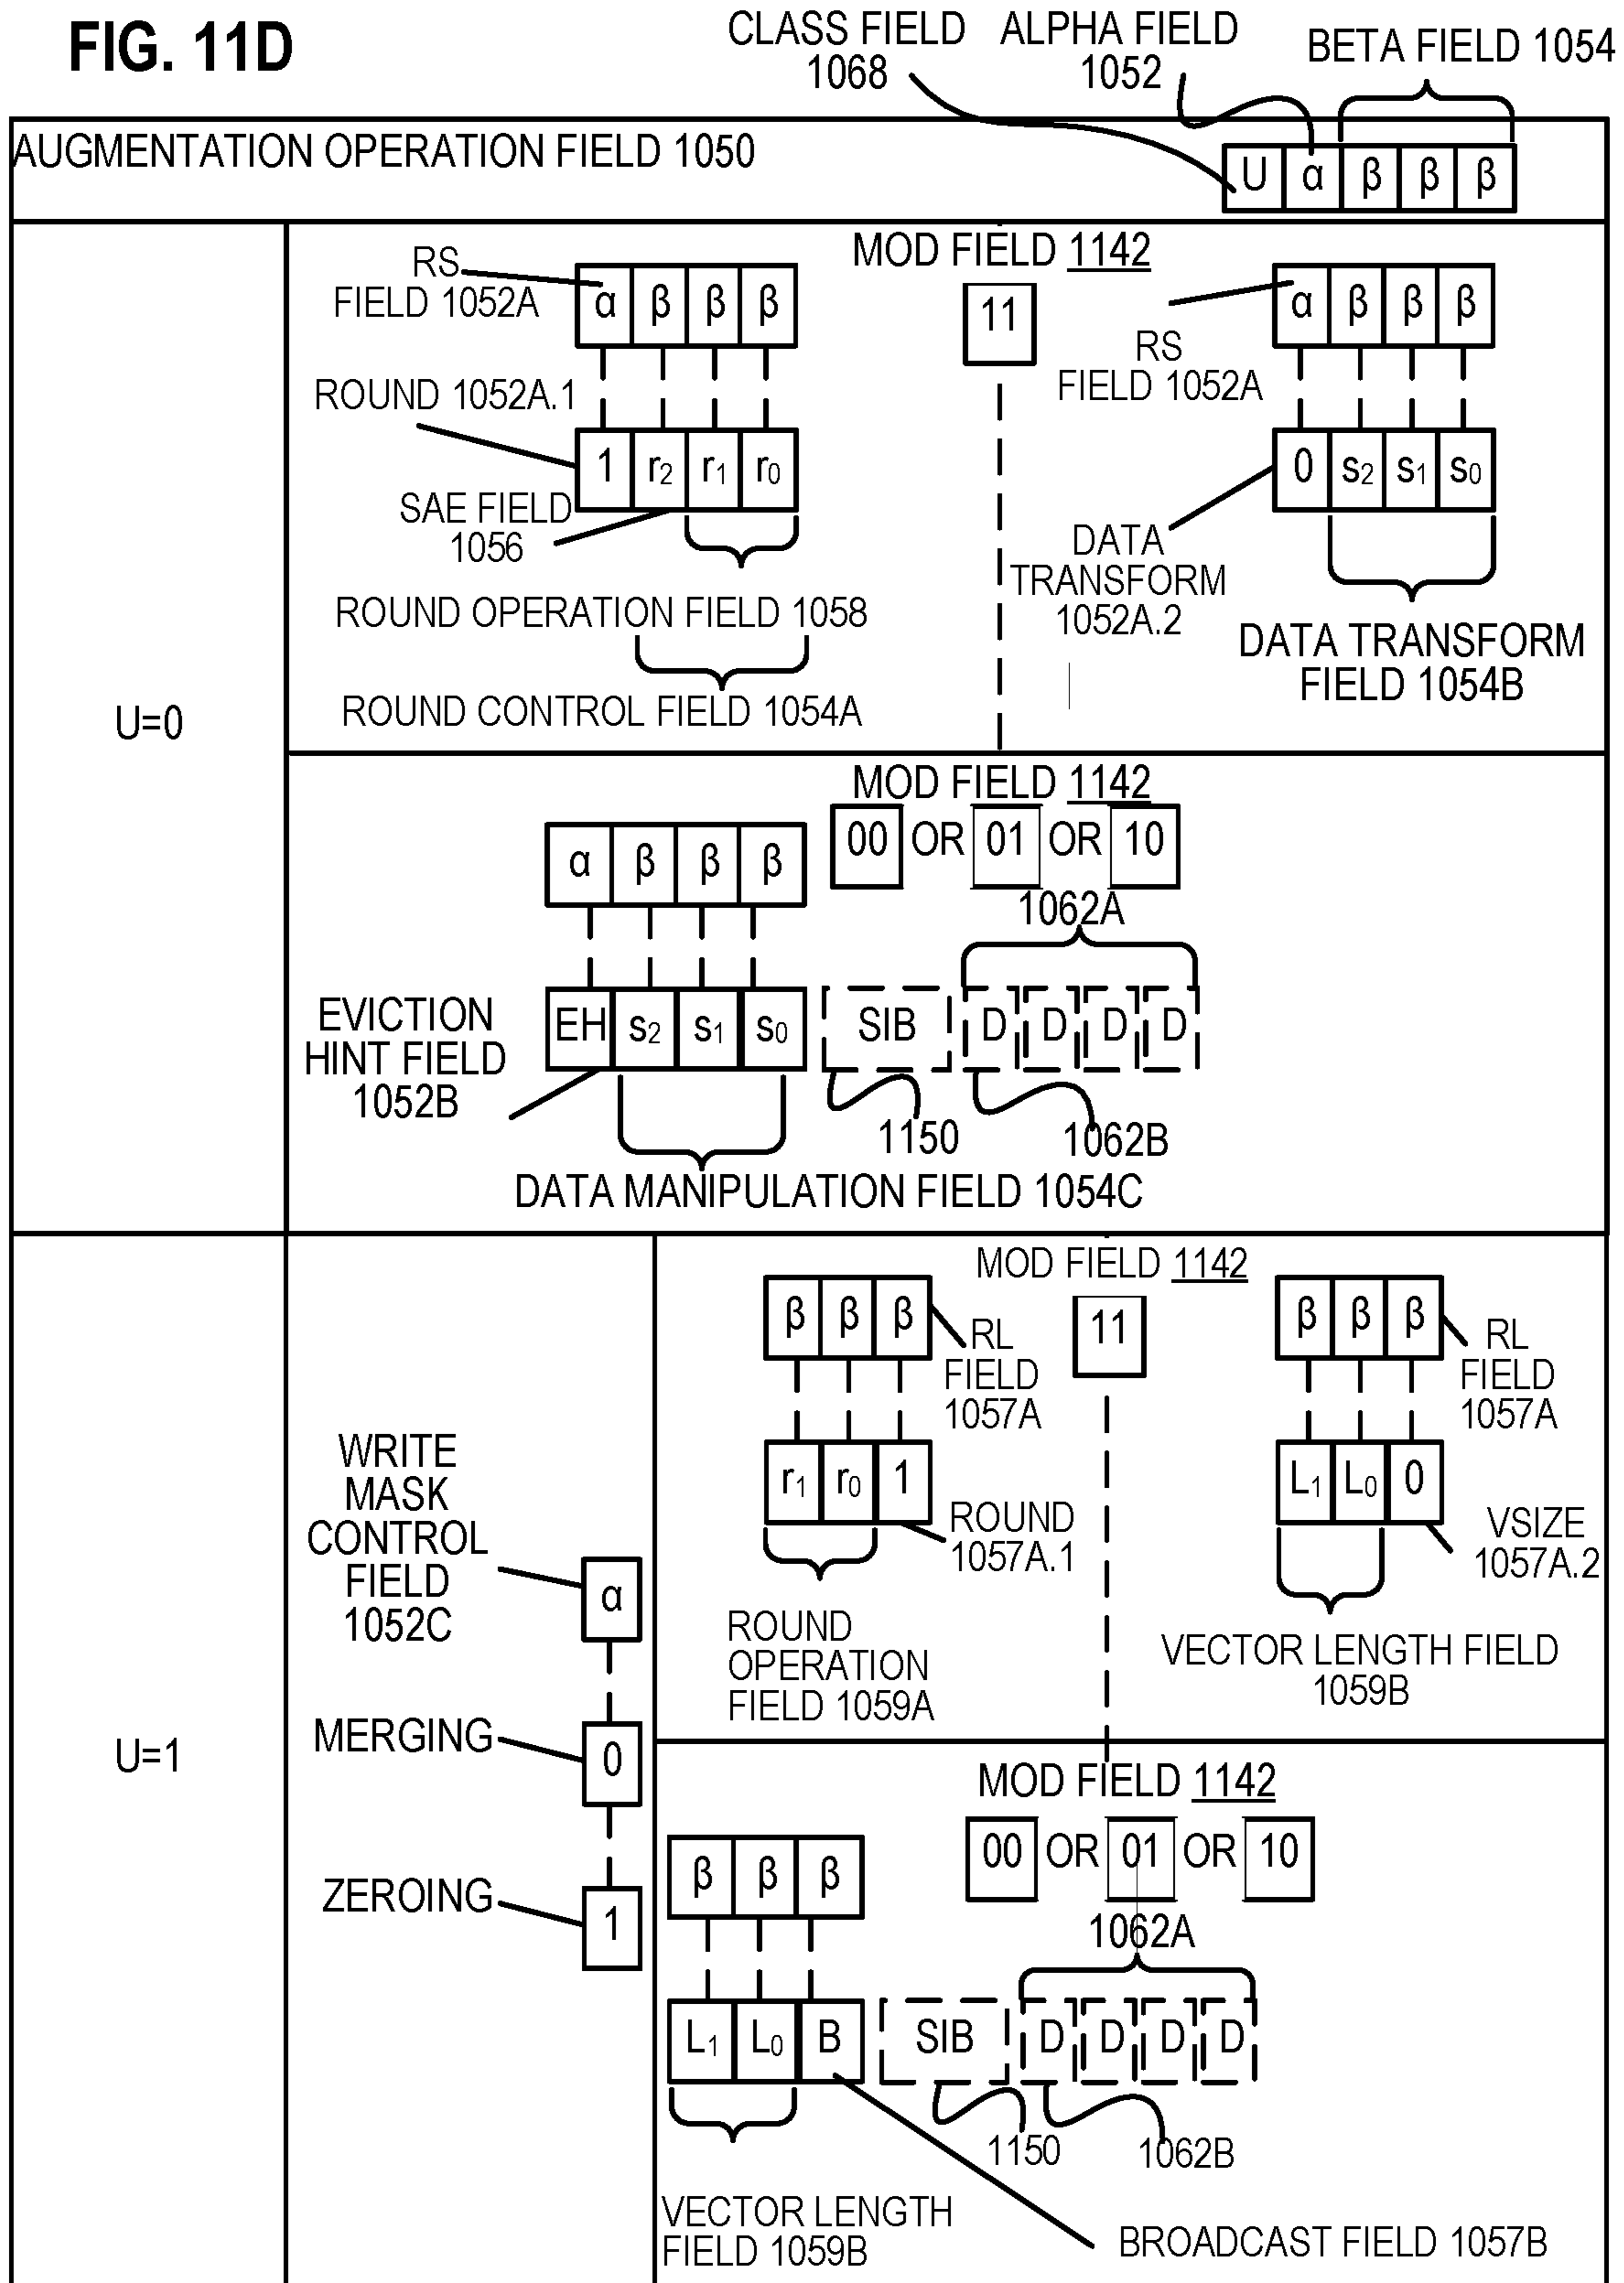 FIG. 11D
CLASS FIELD
1068
ALPHA FIELD
1052
BETA FIELD 1054
AUGMENTATION OPERATION FIELD 1050
U α β β β
U=0
MOD FIELD 1142
11
RS
FIELD 1052A
α β β β
ROUND 1052A.1
1 r2 r1 r0
SAE FIELD
1056
ROUND OPERATION FIELD 1058
ROUND CONTROL FIELD 1054A
α β β β
RS
FIELD 1052A
0 s2 s1 s0
DATA
TRANSFORM
1052A.2
DATA TRANSFORM
FIELD 1054B
MOD FIELD 1142
00 OR 01 OR 10
α β β β
1062A
EVICTION
HINT FIELD
1052B
EH s2 s1 s0 SIB D D D D
1150
1062B
DATA MANIPULATION FIELD 1054C
U=1
WRITE
MASK
CONTROL
FIELD
1052C
α
MERGING
0
ZEROING
1
MOD FIELD 1142
11
β β β
RL
FIELD
1057A
r1 r0 1
ROUND
1057A.1
ROUND
OPERATION
FIELD 1059A
β β β
RL
FIELD
1057A
L1 L0 0
VSIZE
1057A.2
VECTOR LENGTH FIELD
1059B
MOD FIELD 1142
00 OR 01 OR 10
β β β
1062A
L1 L0 B SIB D D D D
1150
1062B
VECTOR LENGTH
FIELD 1059B
BROADCAST FIELD 1057B